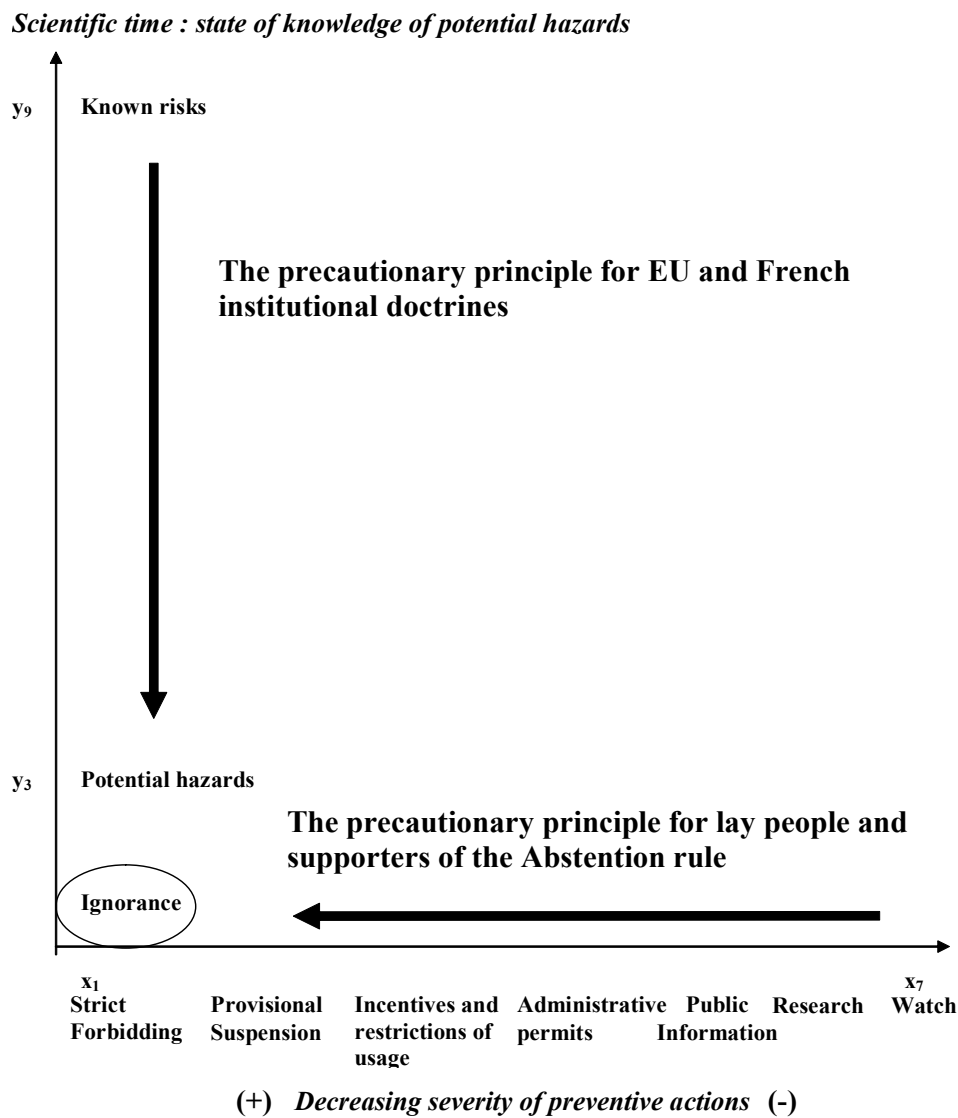 Scientific time : state of knowledge of potential hazards
y₉ Known risks
The precautionary principle for EU and French
institutional doctrines
y₃ Potential hazards
The precautionary principle for lay people and
supporters of the Abstention rule
Ignorance
x₁ x₇
Strict Provisional Incentives and Administrative Public Research Watch
Forbidding Suspension restrictions of permits Information
usage
(+) Decreasing severity of preventive actions (-)